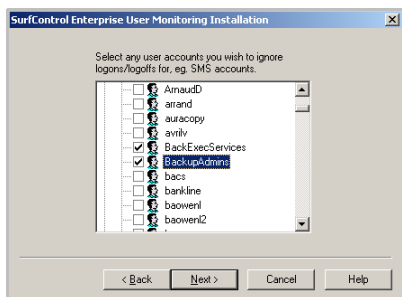 SurfControl Enterprise User Monitoring Installation
Select any user accounts you wish to ignore
logons/logoffs for, eg. SMS accounts.
ArnaudD
arrand
auracopy
avrilv
BackExecServices
BackupAdmins
bacs
bankline
baowenl
baowenl2
< Back
Next >
Cancel
Help